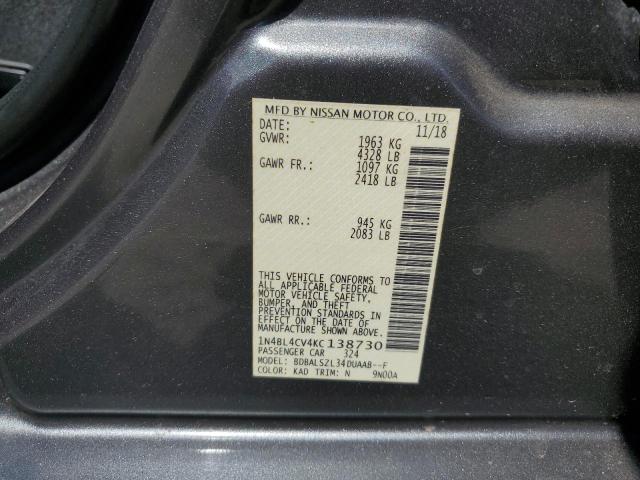 MFD BY NISSAN MOTOR CO., LTD.
DATE: 11/18
GVWR: 1963 KG
4328 LB
GAWR FR.: 1097 KG
2418 LB
GAWR RR.: 945 KG
2083 LB
THIS VEHICLE CONFORMS TO
ALL APPLICABLE FEDERAL
MOTOR VEHICLE SAFETY,
BUMPER, AND THEFT
PREVENTION STANDARDS IN
EFFECT ON THE DATE OF
MANUFACTURE SHOWN ABOVE.
1N4BL4CV4KC138730
PASSENGER CAR 324
MODEL: BDBALSZL34DUAAB--F
COLOR: KAD TRIM: N 9N00A